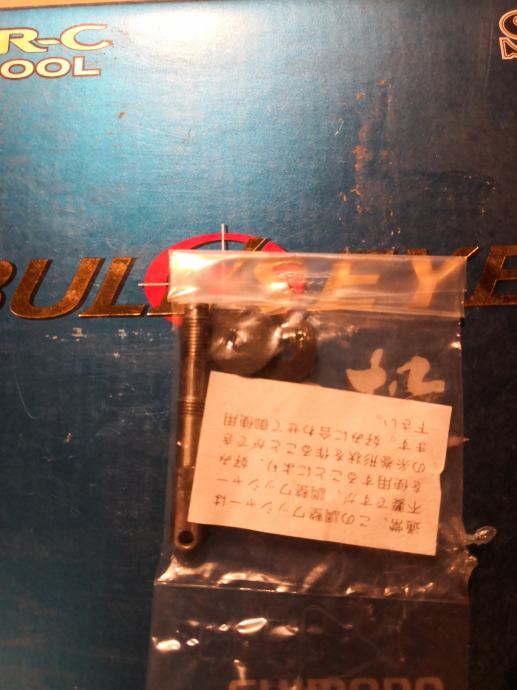 R-C
OOL
BULL'S EYE
通常、この調整ワッシャーは
不要ですが、調整ワッシャー
を使用することにより、好み
の糸巻形状を作ることができ
ます。好みに合わせて御使用
下さい。
SHIMANO